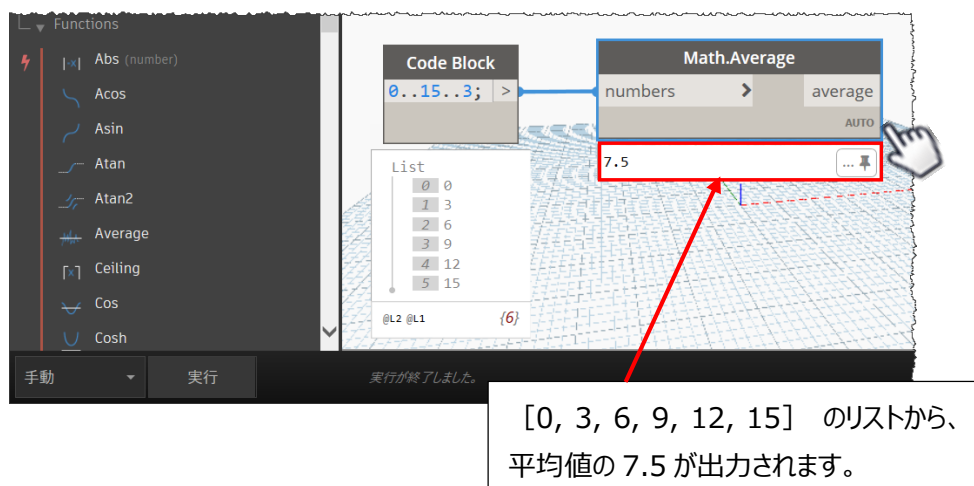 Functions
Abs (number)
Acos
Asin
Atan
Atan2
Average
Ceiling
Cos
Cosh
Code Block
0..15..3; >
List
0 0
1 3
2 6
3 9
4 12
5 15
@L2 @L1 {6}
Math.Average
numbers > average
AUTO
7.5 ...
手動 実行 実行が終了しました。
[0, 3, 6, 9, 12, 15] のリストから、
平均値の 7.5 が出力されます。